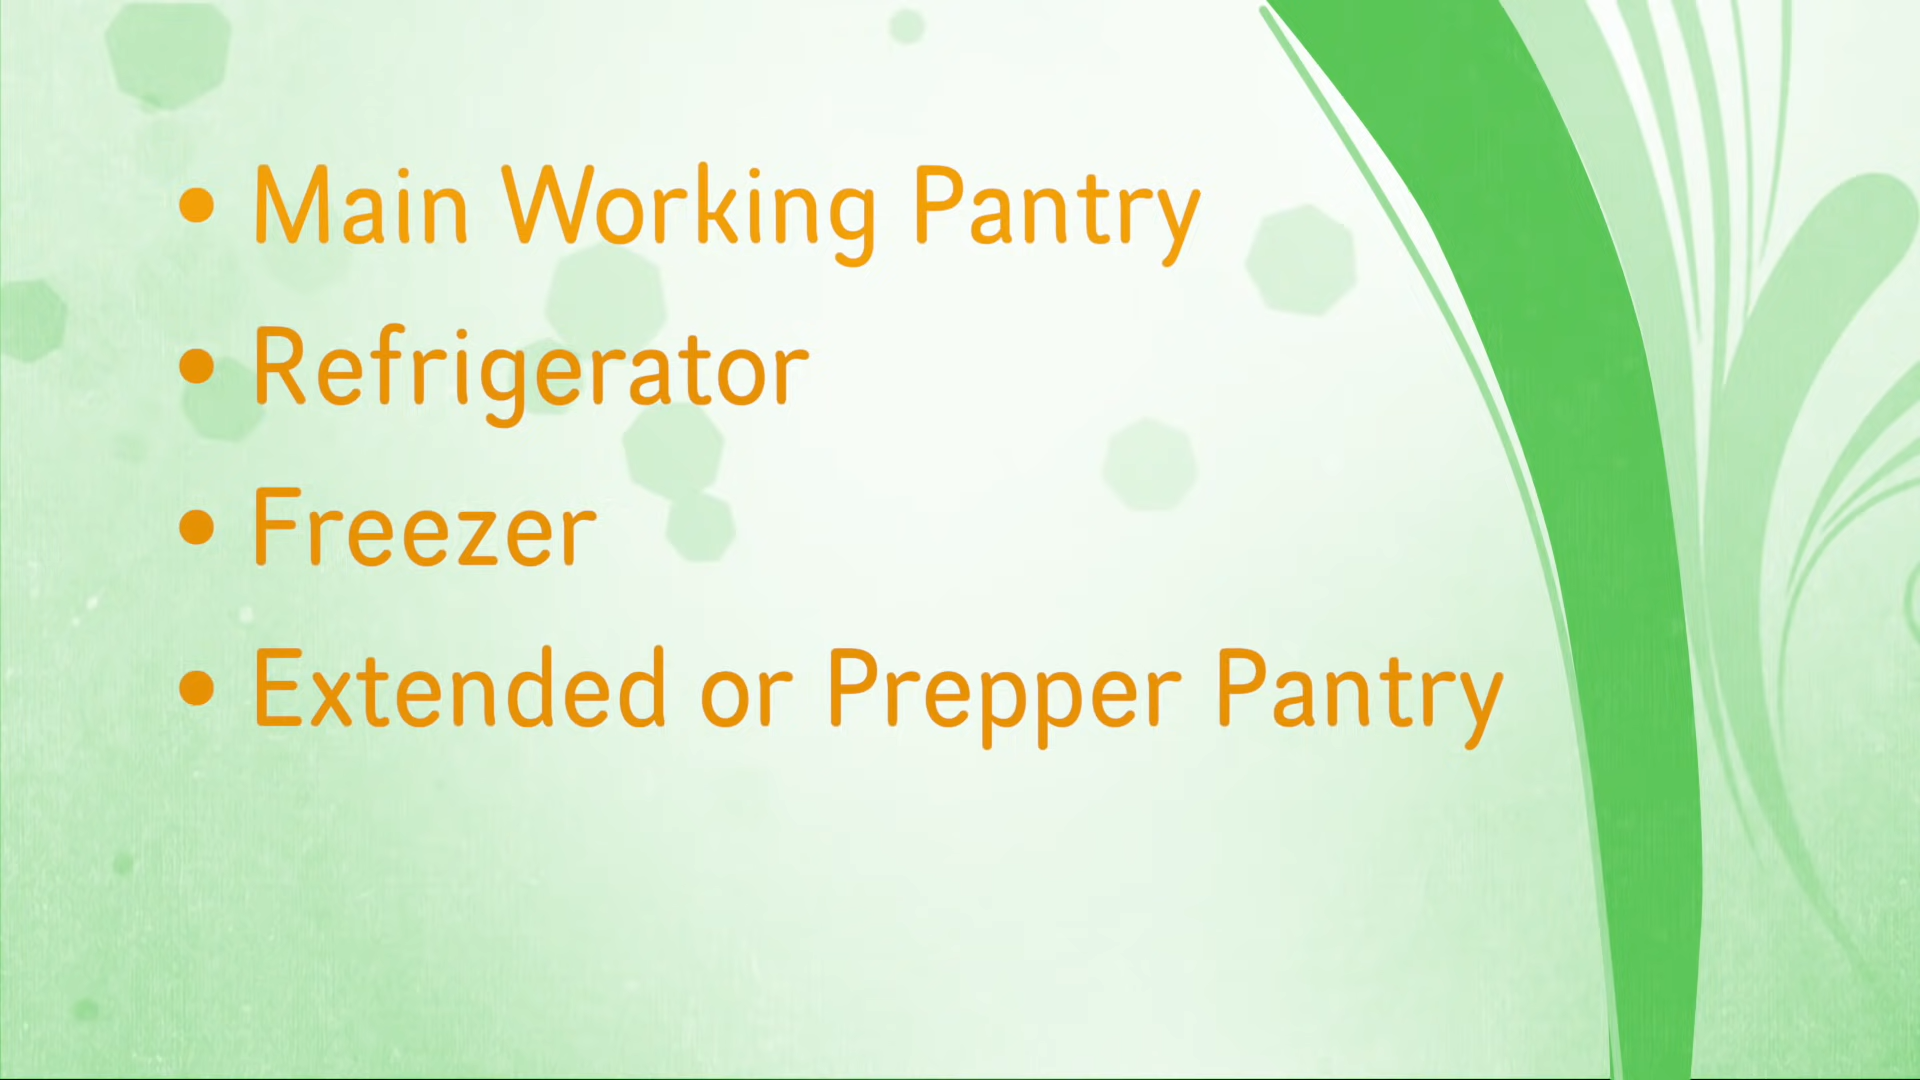 • Main Working Pantry
• Refrigerator
• Freezer
• Extended or Prepper Pantry